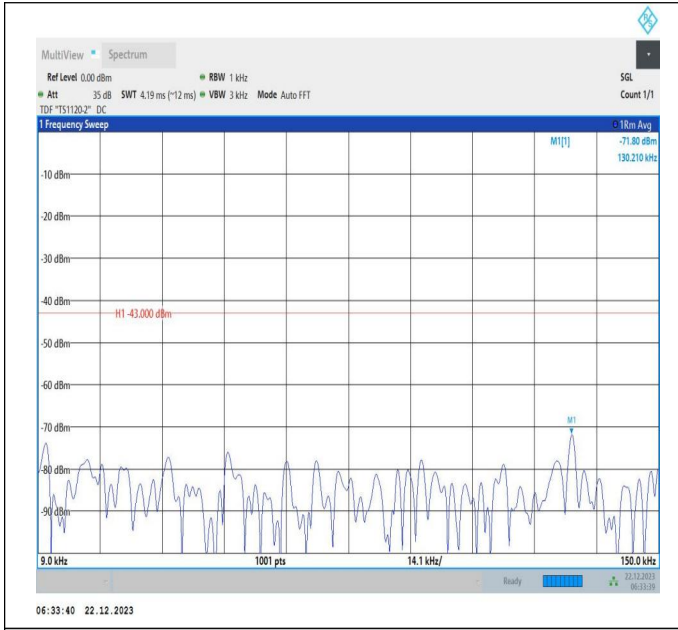 R&S
MultiView Spectrum
Ref Level 0.00 dBm RBW 1 kHz SGL
Att 35 dB SWT 4.19 ms (~12 ms) VBW 3 kHz Mode Auto FFT Count 1/1
TDF "TS1120-2" DC
1 Frequency Sweep 1Rm Avg
M1[1] -71.80 dBm
130.210 kHz
-10 dBm
-20 dBm
-30 dBm
-40 dBm
H1 -43.000 dBm
-50 dBm
-60 dBm
-70 dBm
M1
-80 dBm
-90 dBm
9.0 kHz 1001 pts 14.1 kHz/ 150.0 kHz
Ready 22.12.2023
06:33:39
06:33:40 22.12.2023